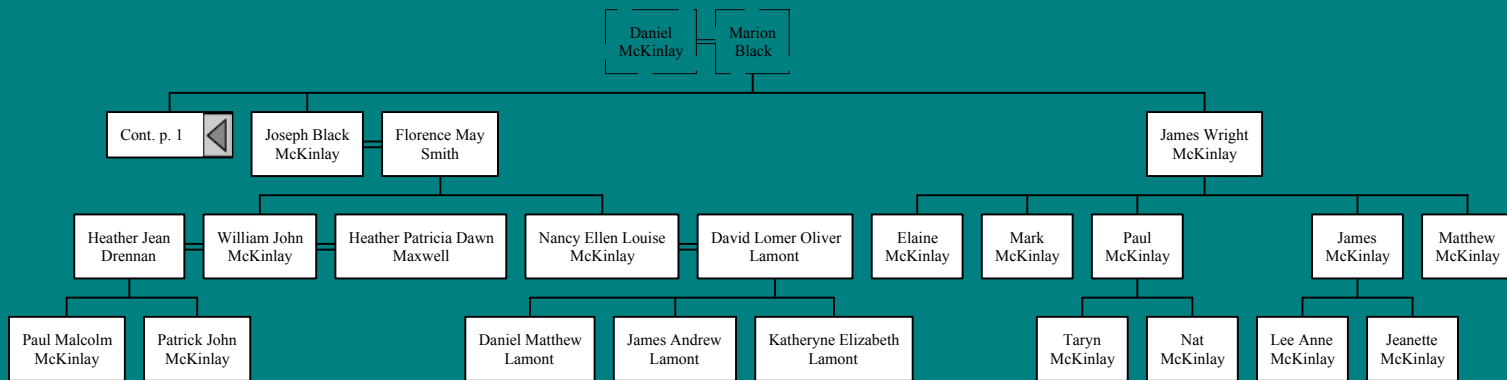 Daniel
McKinlay
Marion
Black
Cont. p. 1
Joseph Black
McKinlay
Florence May
Smith
James Wright
McKinlay
Heather Jean
Drennan
William John
McKinlay
Heather Patricia Dawn
Maxwell
Nancy Ellen Louise
McKinlay
David Lomer Oliver
Lamont
Elaine
McKinlay
Mark
McKinlay
Paul
McKinlay
James
McKinlay
Matthew
McKinlay
Paul Malcolm
McKinlay
Patrick John
McKinlay
Daniel Matthew
Lamont
James Andrew
Lamont
Katheryne Elizabeth
Lamont
Taryn
McKinlay
Nat
McKinlay
Lee Anne
McKinlay
Jeanette
McKinlay